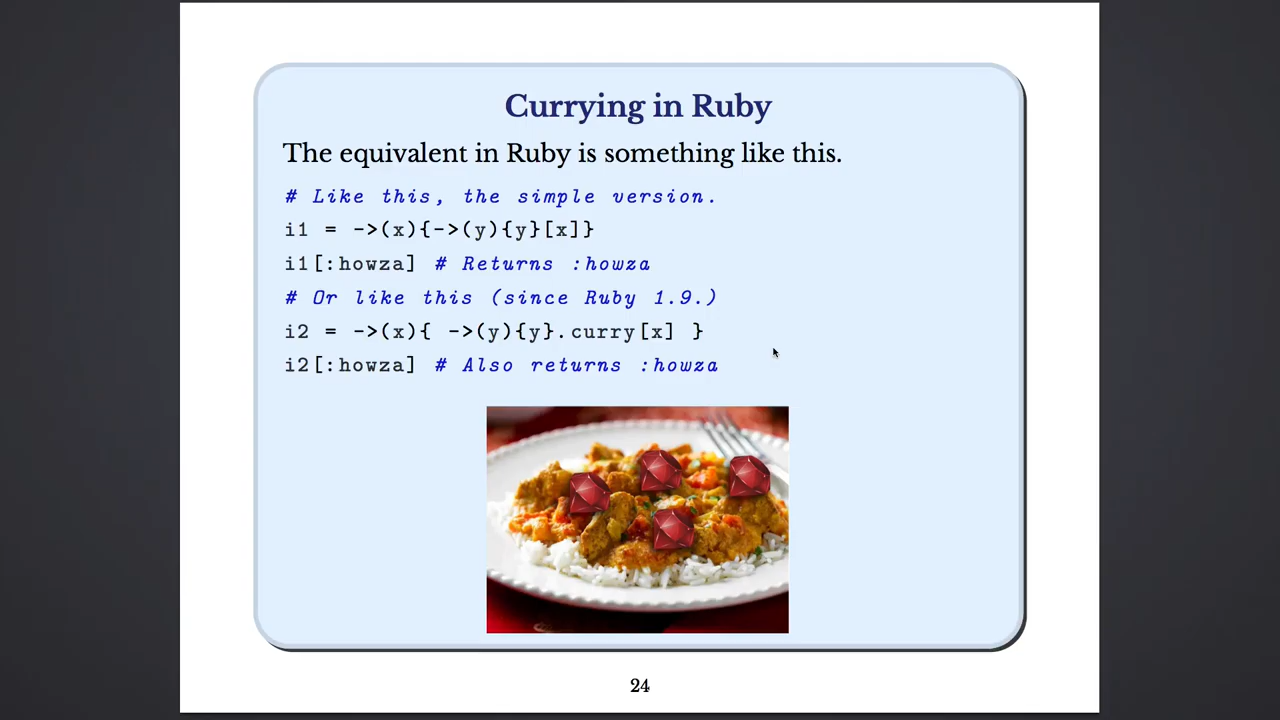 Currying in Ruby
The equivalent in Ruby is something like this.
# Like this, the simple version.
i1 = ->(x){->(y){y}[x]}
i1[:howza] # Returns :howza
# Or like this (since Ruby 1.9.)
i2 = ->(x){ ->(y){y}.curry[x] }
i2[:howza] # Also returns :howza
24